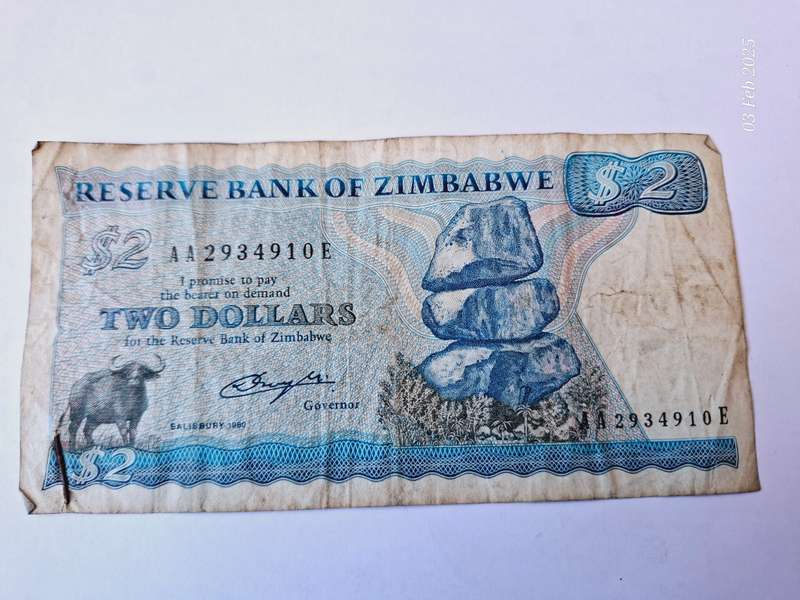 RESERVE BANK OF ZIMBABWE
$2
$2
AA2934910E
I promise to pay
the bearer on demand
TWO DOLLARS
for the Reserve Bank of Zimbabwe
Governor
SALISBURY 1980
AA2934910E
$2
03 Feb 2025